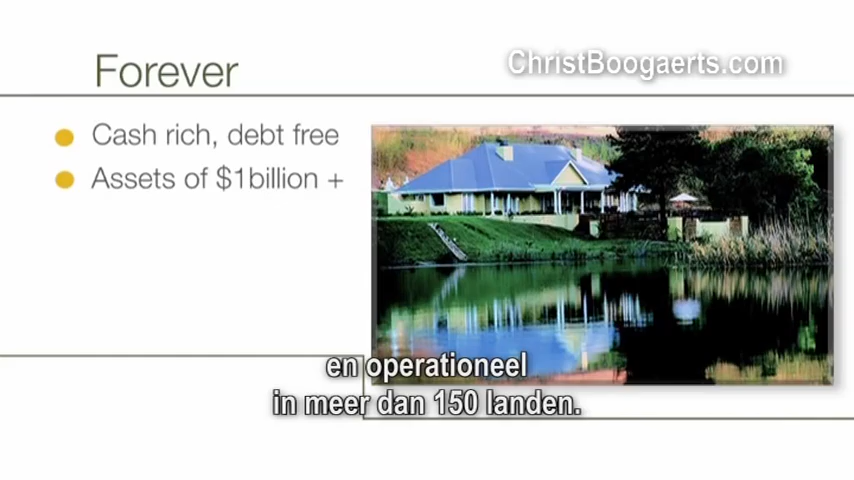 Forever
ChristBoogaerts.com
Cash rich, debt free
Assets of $1billion +
en operationeel
in meer dan 150 landen.